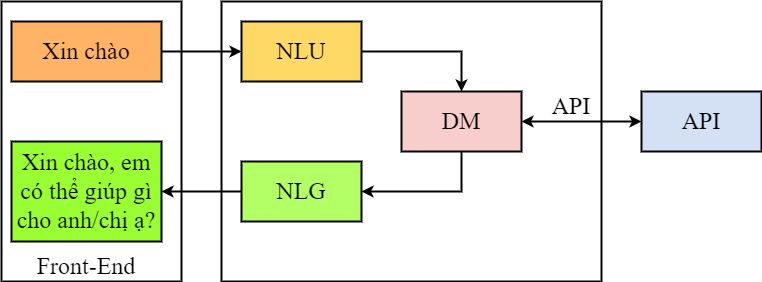 Xin chào
NLU
DM
API
API
Xin chào, em
có thể giúp gì
cho anh/chị ạ?
NLG
Front-End